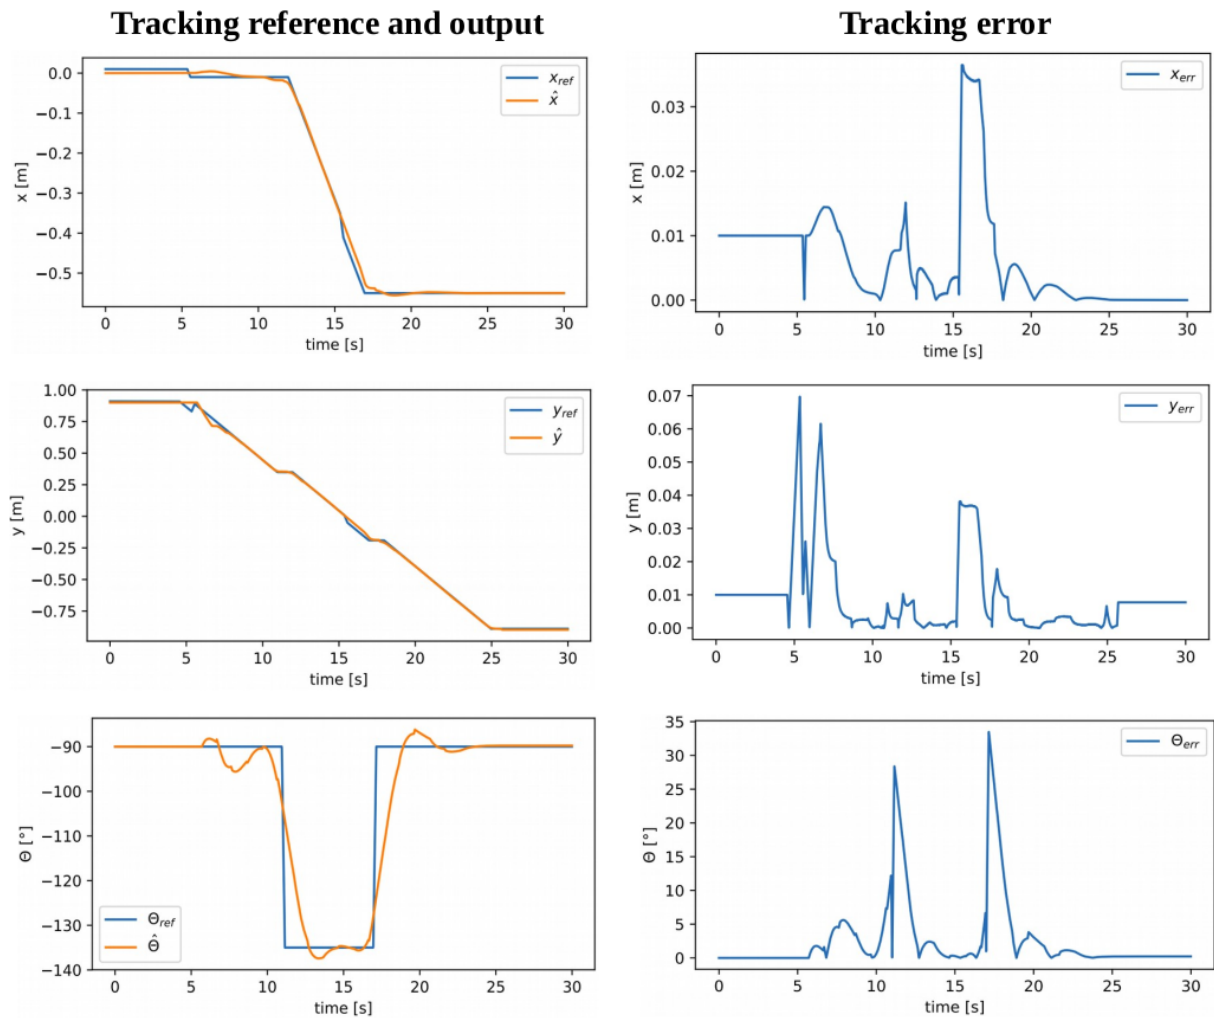 Tracking reference and output
Tracking error
0.0
−0.1
−0.2
−0.3
−0.4
−0.5
x [m]
x_ref
x̂
0 5 10 15 20 25 30
time [s]
0.03
0.02
0.01
0.00
x [m]
x_err
0 5 10 15 20 25 30
time [s]
1.00
0.75
0.50
0.25
0.00
−0.25
−0.50
−0.75
y [m]
y_ref
ŷ
0 5 10 15 20 25 30
time [s]
0.07
0.06
0.05
0.04
0.03
0.02
0.01
0.00
y [m]
y_err
0 5 10 15 20 25 30
time [s]
−90
−100
−110
−120
−130
−140
Θ [°]
Θ_ref
Θ̂
0 5 10 15 20 25 30
time [s]
35
30
25
20
15
10
5
0
Θ [°]
Θ_err
0 5 10 15 20 25 30
time [s]